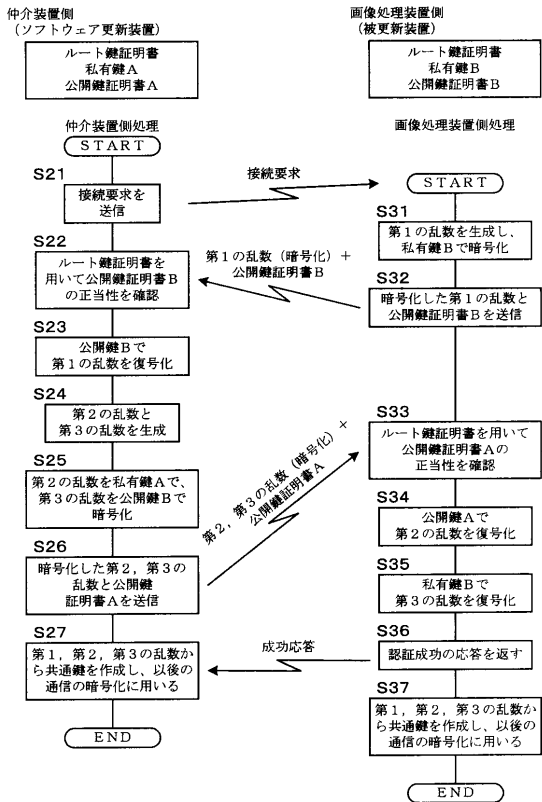 仲介装置側
（ソフトウェア更新装置）
ルート鍵証明書
私有鍵A
公開鍵証明書A
仲介装置側処理
START
S21
接続要求を
送信
S22
ルート鍵証明書を
用いて公開鍵証明書B
の正当性を確認
S23
公開鍵Bで
第1の乱数を復号化
S24
第2の乱数と
第3の乱数を生成
S25
第2の乱数を私有鍵Aで、
第3の乱数を公開鍵Bで
暗号化
S26
暗号化した第2，第3の
乱数と公開鍵
証明書Aを送信
S27
第1，第2，第3の乱数か
ら共通鍵を作成し、以後の
通信の暗号化に用いる
END
接続要求
第1の乱数（暗号化）＋
公開鍵証明書B
第2，第3の乱数（暗号化）＋
公開鍵証明書A
成功応答
画像処理装置側
（被更新装置）
ルート鍵証明書
私有鍵B
公開鍵証明書B
画像処理装置側処理
START
S31
第1の乱数を生成し、
私有鍵Bで暗号化
S32
暗号化した第1の乱数と
公開鍵証明書Bを送信
S33
ルート鍵証明書を用いて
公開鍵証明書Aの
正当性を確認
S34
公開鍵Aで
第2の乱数を復号化
S35
私有鍵Bで
第3の乱数を復号化
S36
認証成功の応答を返す
S37
第1，第2，第3の乱数か
ら共通鍵を作成し、以後の
通信の暗号化に用いる
END